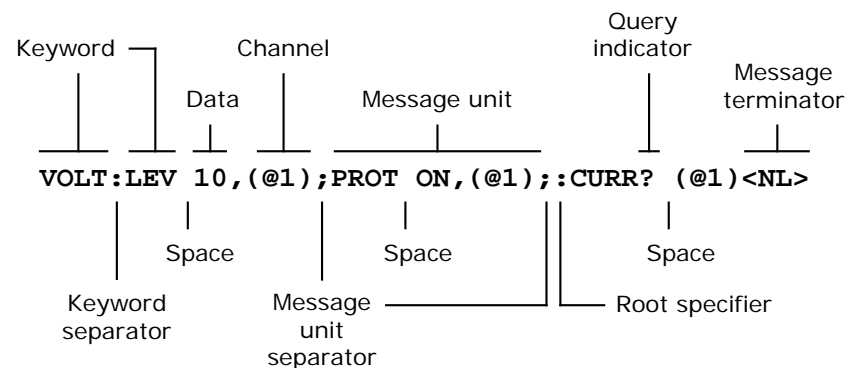 Query
indicator
Keyword
Channel
Message
terminator
Data
Message unit
VOLT:LEV 10,(@1);PROT ON,(@1);:CURR? (@1)<NL>
Space
Space
Space
Keyword
separator
Message
unit
separator
Root specifier